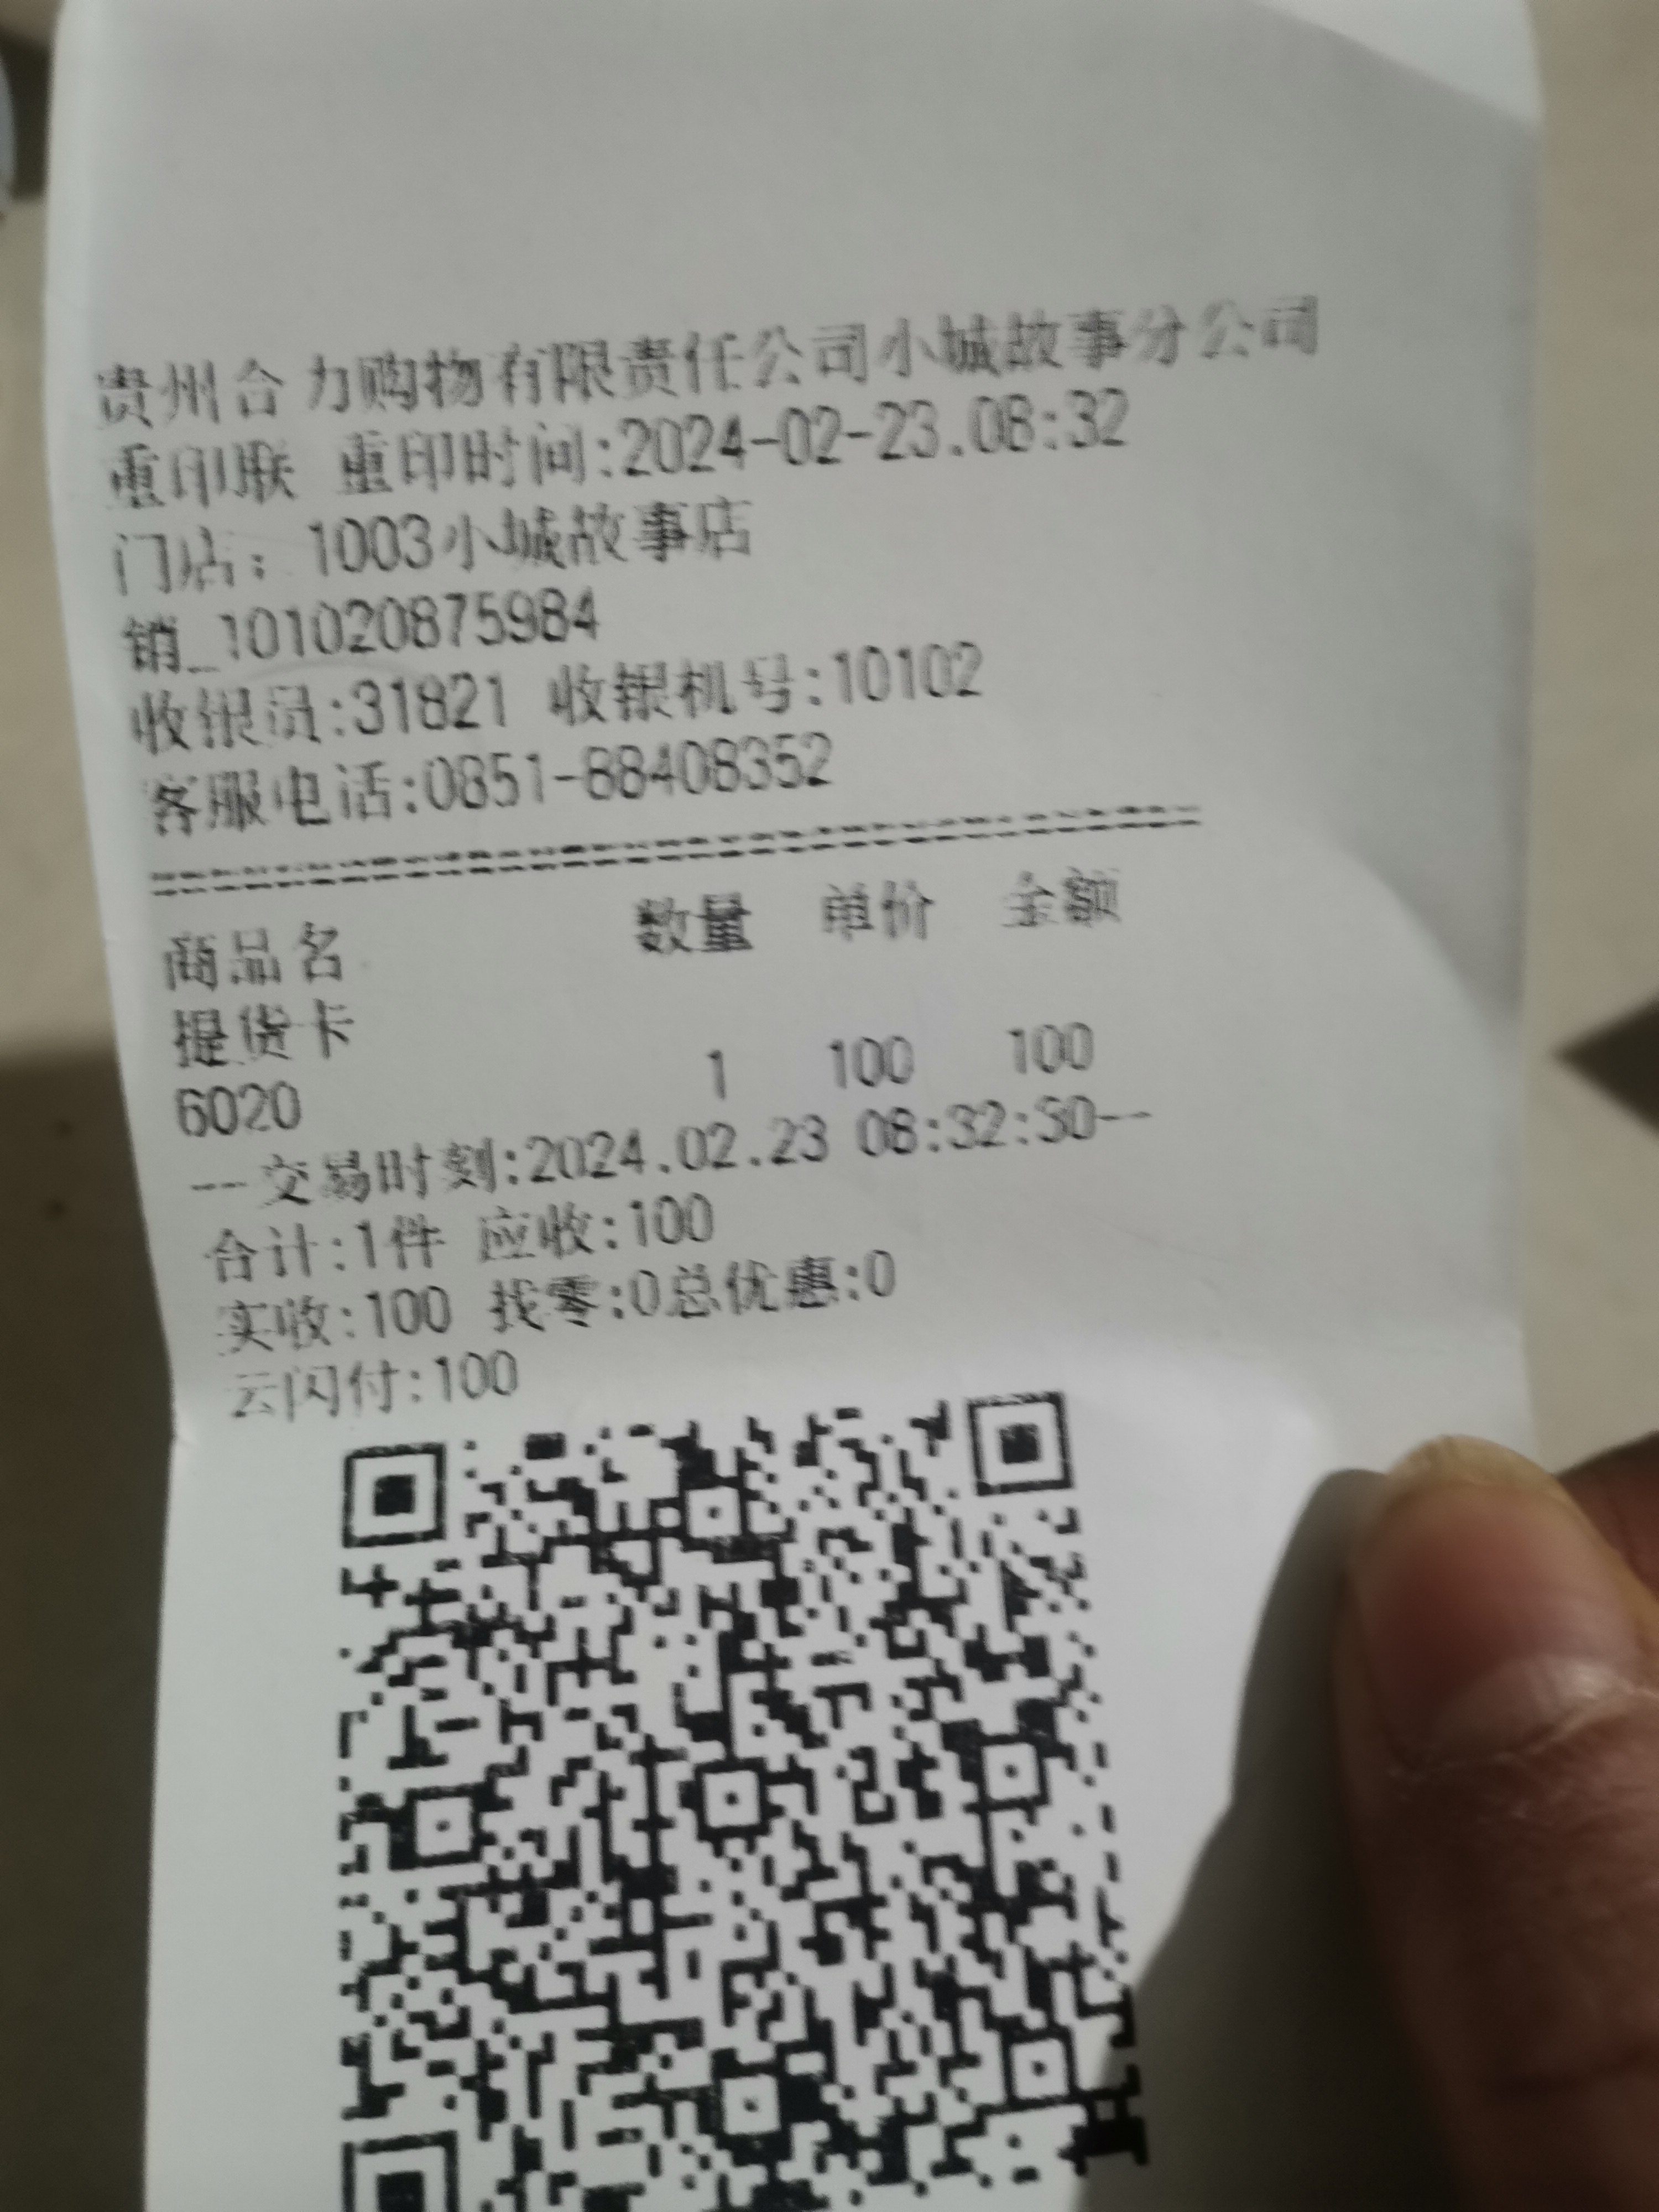 贵州合力购物有限责任公司小城故事分公司
重印联 重印时间:2024-02-23.08:32
门店：1003小城故事店
销_101020875984
收银员:31821 收银机号:10102
客服电话:0851-88408352
商品名 数量 单价 金额
提货卡
6020 1 100 100
--交易时刻:2024.02.23 08:32:30--
合计:1件 应收:100
实收:100 找零:0总优惠:0
云闪付:100